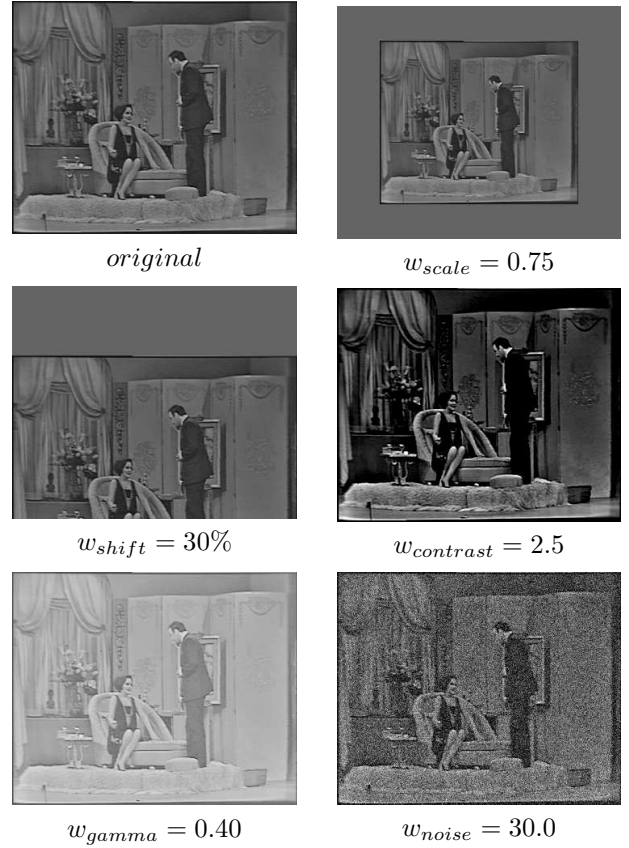 original
w_scale = 0.75
w_shift = 30%
w_contrast = 2.5
w_gamma = 0.40
w_noise = 30.0